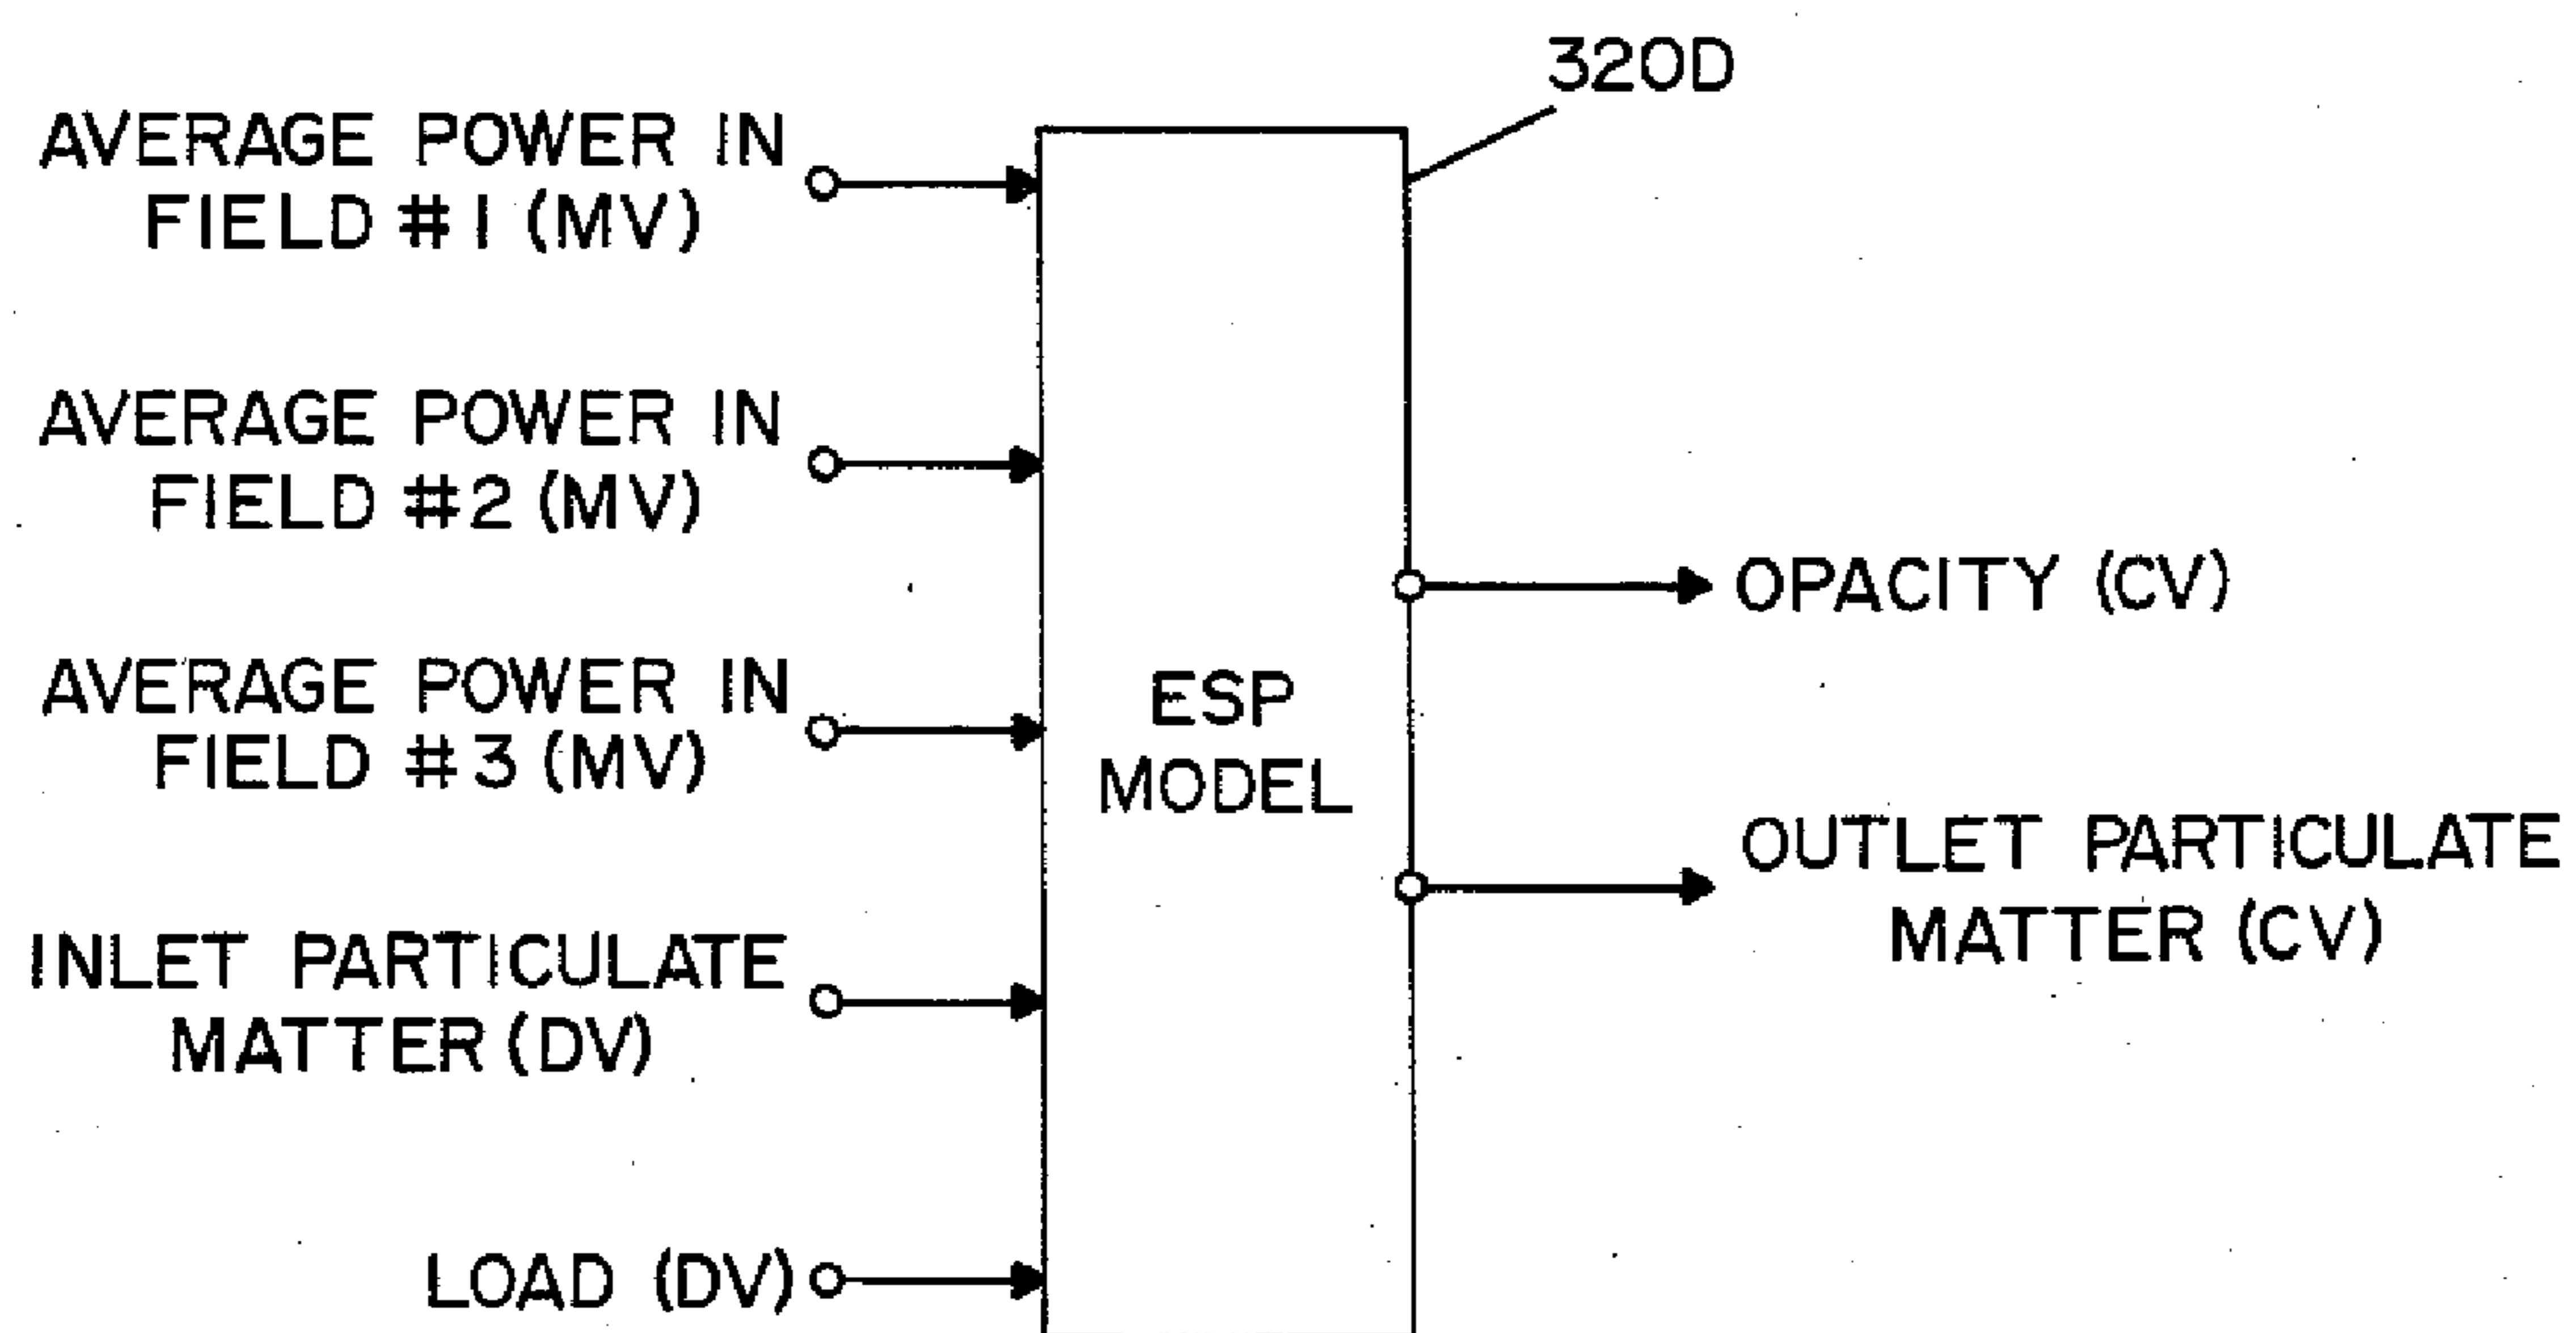 320D
AVERAGE POWER IN
FIELD #1 (MV)
AVERAGE POWER IN
FIELD #2 (MV)
AVERAGE POWER IN
FIELD #3 (MV)
INLET PARTICULATE
MATTER (DV)
LOAD (DV)
ESP
MODEL
OPACITY (CV)
OUTLET PARTICULATE
MATTER (CV)